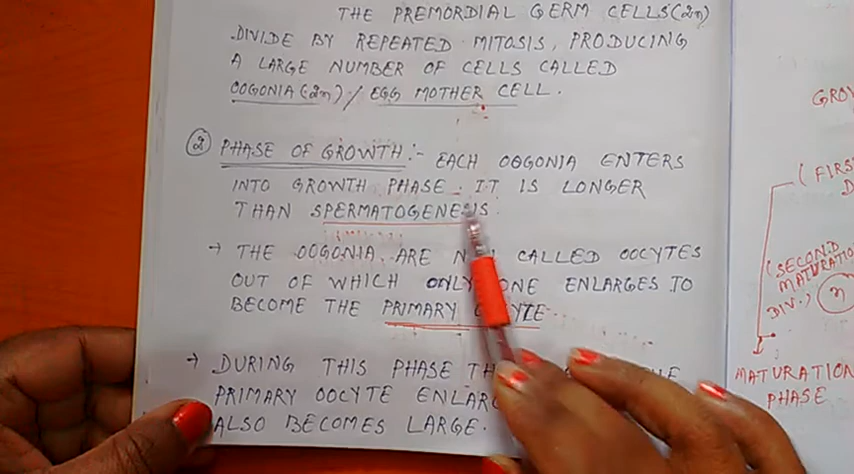 THE PREMORDIAL GERM CELLS (2n)
DIVIDE BY REPEATED MITOSIS, PRODUCING
A LARGE NUMBER OF CELLS CALLED
OOGONIA (2n) / EGG MOTHER CELL.
② PHASE OF GROWTH :- EACH OOGONIA ENTERS
INTO GROWTH PHASE. IT IS LONGER
THAN SPERMATOGENESIS.
→ THE OOGONIA ARE CALLED OOCYTES
OUT OF WHICH ONLY ONE ENLARGES TO
BECOME THE PRIMARY
→ DURING THIS PHASE
PRIMARY OOCYTE
ALSO BECOMES LARGE.
(SECOND
MATURATIO
DIV.) n
MATURATION
PHASE